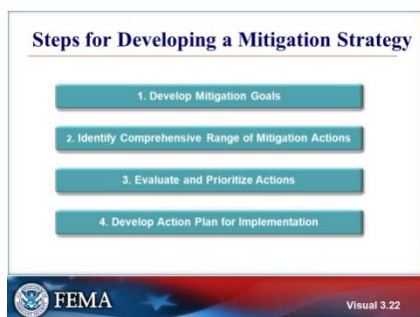 Steps for Developing a Mitigation Strategy
1. Develop Mitigation Goals
2. Identify Comprehensive Range of Mitigation Actions
3. Evaluate and Prioritize Actions
4. Develop Action Plan for Implementation
FEMA
Visual 3.22